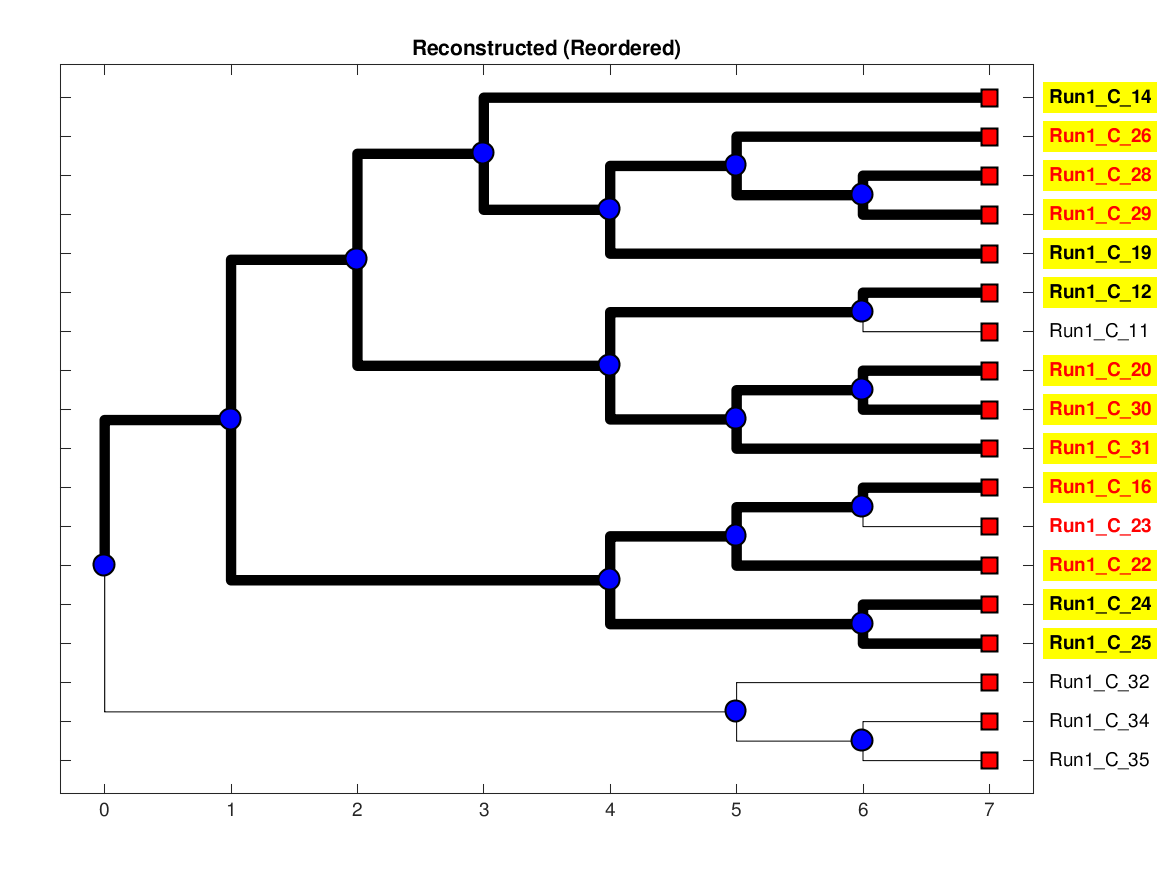 Reconstructed (Reordered)
Run1_C_14
Run1_C_26
Run1_C_28
Run1_C_29
Run1_C_19
Run1_C_12
Run1_C_11
Run1_C_20
Run1_C_30
Run1_C_31
Run1_C_16
Run1_C_23
Run1_C_22
Run1_C_24
Run1_C_25
Run1_C_32
Run1_C_34
Run1_C_35
0 1 2 3 4 5 6 7